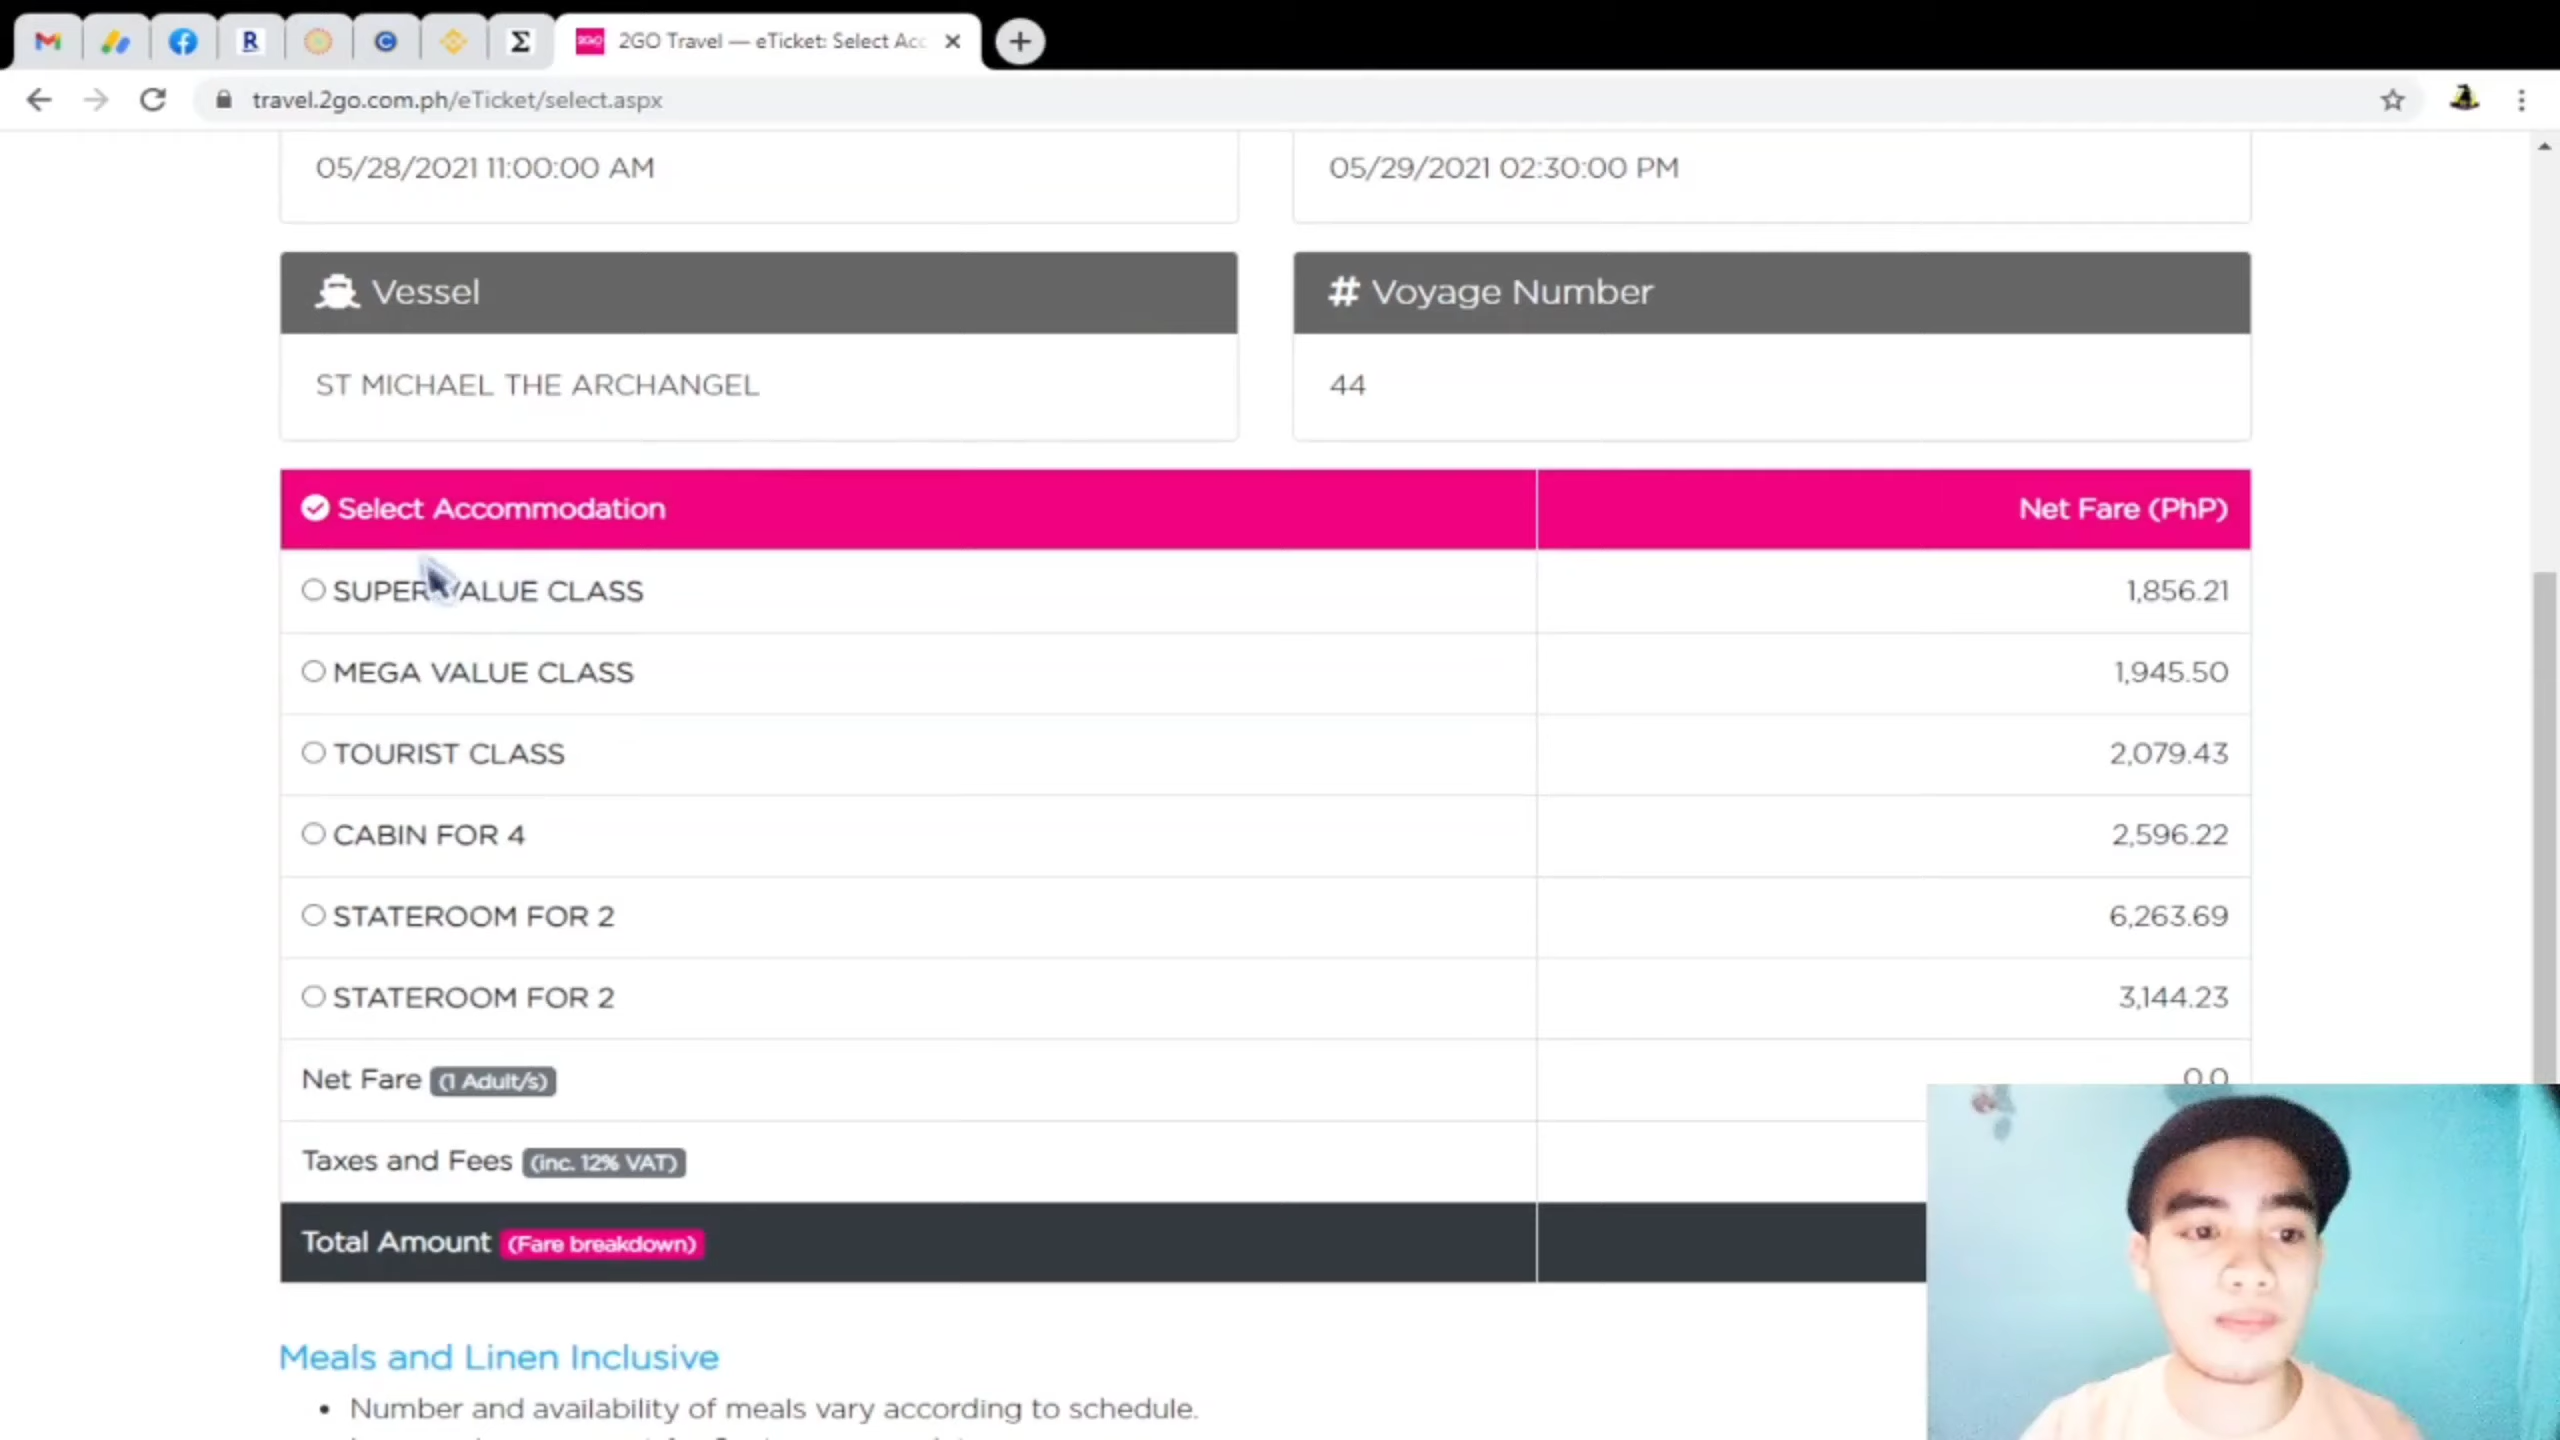 2GO Travel — eTicket: Select Acc
travel.2go.com.ph/eTicket/select.aspx
05/28/2021 11:00:00 AM
05/29/2021 02:30:00 PM
Vessel
# Voyage Number
ST MICHAEL THE ARCHANGEL
44
Select Accommodation
Net Fare (PhP)
SUPER VALUE CLASS
1,856.21
MEGA VALUE CLASS
1,945.50
TOURIST CLASS
2,079.43
CABIN FOR 4
2,596.22
STATEROOM FOR 2
6,263.69
STATEROOM FOR 2
3,144.23
Net Fare (1 Adult/s)
0.0
Taxes and Fees (inc. 12% VAT)
Total Amount (Fare breakdown)
Meals and Linen Inclusive
• Number and availability of meals vary according to schedule.